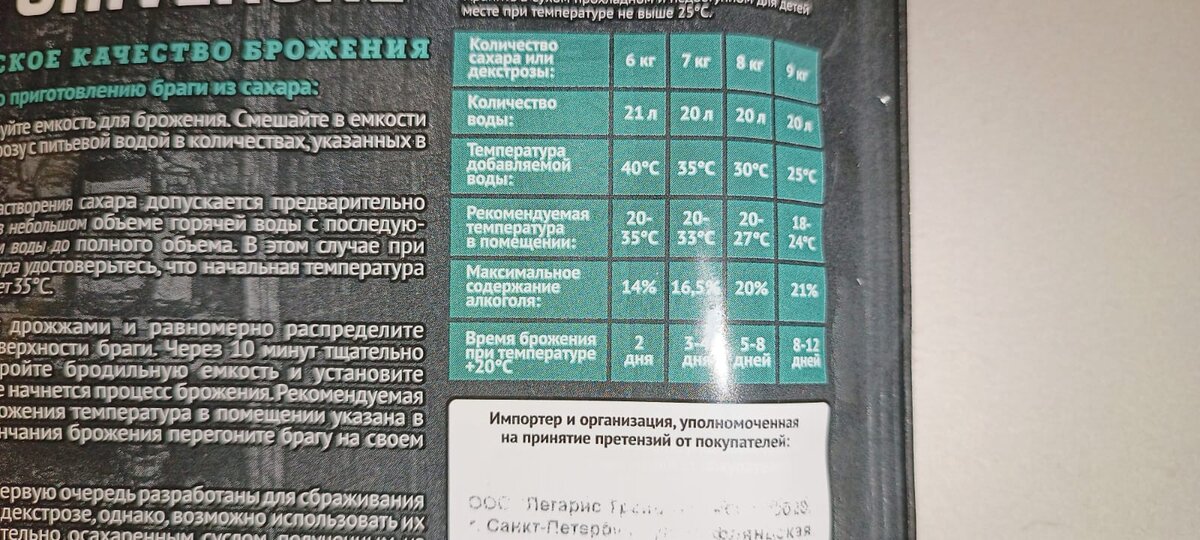 СКОЕ КАЧЕСТВО БРОЖЕНИЯ
о приготовлению браги из сахара:
уйте емкость для брожения. Смешайте в емкости
розу с питьевой водой в количествах, указанных в
астворения сахара допускается предварительно
в небольшом объеме горячей воды с последую-
и воды до полного объема. В этом случае при
тра удостоверьтесь, что начальная температура
ет 35°С.
дрожжами и равномерно распределите
верхности браги. Через 10 минут тщательно
ройте бродильную емкость и установите
е начнется процесс брожения. Рекомендуемая
ожения температура в помещении указана в
нчания брожения перегоните брагу на своем
ервую очередь разработаны для сбраживания
декстрозе, однако, возможно использовать их
месте при температуре не выше 25°С.
Количество сахара или декстрозы: 6 кг 7 кг 8 кг 9 кг
Количество воды: 21 л 20 л 20 л 20 л
Температура добавляемой воды: 40°С 35°С 30°С 25°С
Рекомендуемая температура в помещении: 20-35°С 20-33°С 20-27°С 18-24°С
Максимальное содержание алкоголя: 14% 16,5% 20% 21%
Время брожения при температуре +20°С 2 дня 3-4 дня 5-8 дней 8-12 дней
Импортер и организация, уполномоченная
на принятие претензий от покупателей:
ООО
г. Санкт-Петерб